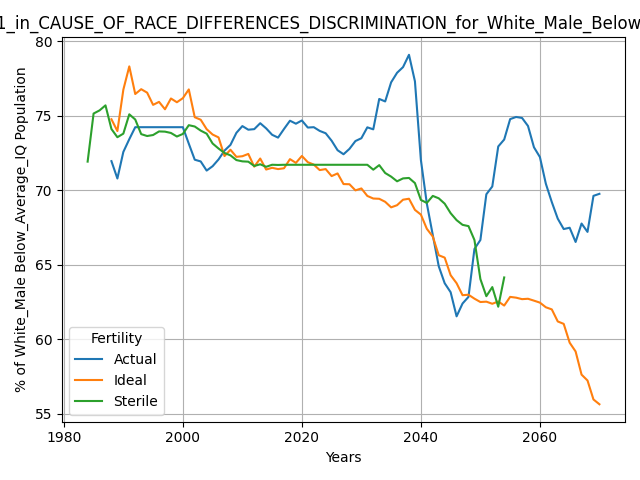 1_in_CAUSE_OF_RACE_DIFFERENCES_DISCRIMINATION_for_White_Male_Below
% of White_Male Below_Average_IQ Population
80
75
70
65
60
55
Fertility
Actual
Ideal
Sterile
1980 2000 2020 2040 2060
Years